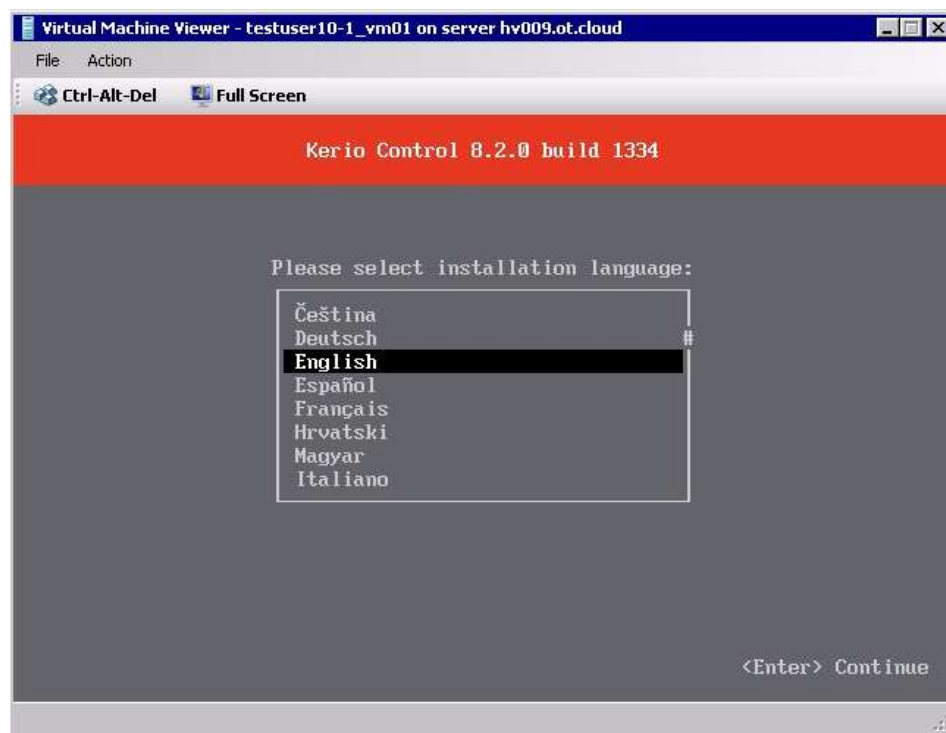 Virtual Machine Viewer - testuser10-1_vm01 on server hv009.ot.cloud
File Action
Ctrl-Alt-Del Full Screen
Kerio Control 8.2.0 build 1334
Please select installation language:
Čeština
Deutsch #
English
Español
Français
Hrvatski
Magyar
Italiano
<Enter> Continue